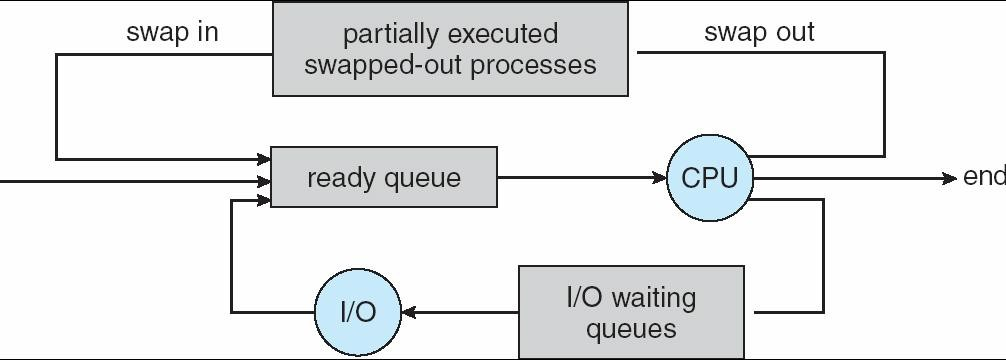 swap in
partially executed
swapped-out processes
swap out
ready queue
CPU
end
I/O
I/O waiting
queues